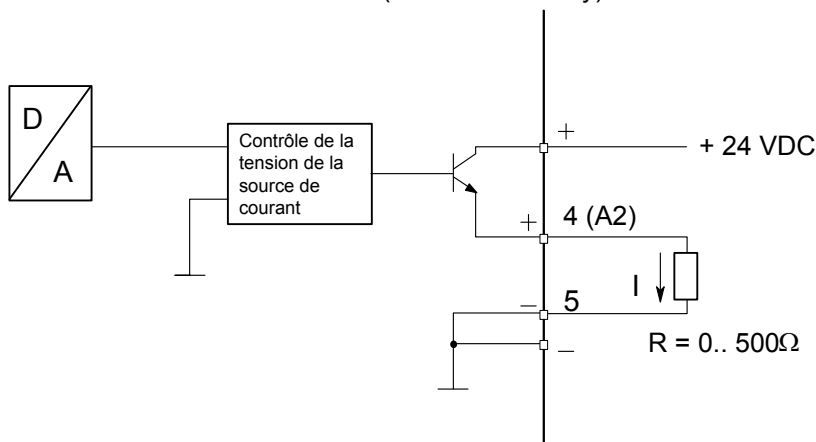 D
A
Contrôle de la
tension de la
source de
courant
+
+ 24 VDC
+
4 (A2)
I
−
5
−
R = 0.. 500Ω